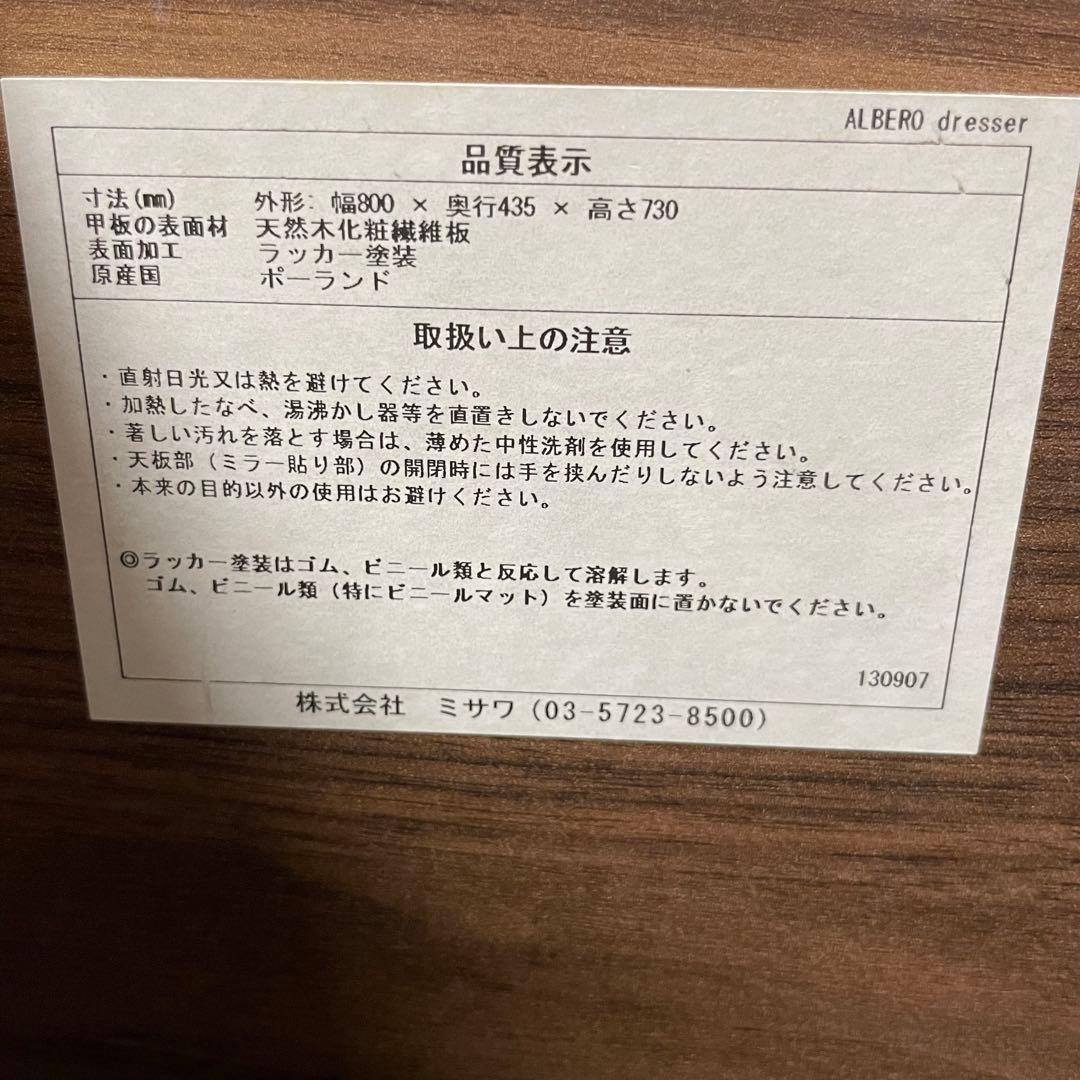 ALBERO dresser
品質表示
寸法(mm) 外形: 幅800 × 奥行435 × 高さ730
甲板の表面材 天然木化粧繊維板
表面加工 ラッカー塗装
原産国 ポーランド
取扱い上の注意
・直射日光又は熱を避けてください。
・加熱したなべ、湯沸かし器等を直置きしないでください。
・著しい汚れを落とす場合は、薄めた中性洗剤を使用してください。
・天板部（ミラー貼り部）の開閉時には手を挟んだりしないよう注意してください。
・本来の目的以外の使用はお避けください。
◎ラッカー塗装はゴム、ビニール類と反応して溶解します。
ゴム、ビニール類（特にビニールマット）を塗装面に置かないでください。
130907
株式会社 ミサワ (03-5723-8500)